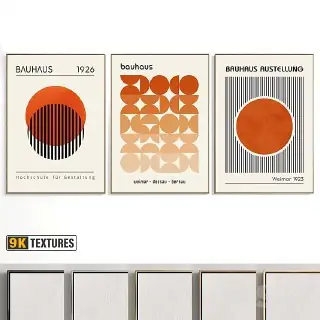 BAUHAUS 1926
Hochschule für Gestaltung
bauhaus
weimar - dessau - berlin
BAUHAUS AUSTELLUNG
Weimar 1923
9K TEXTURES